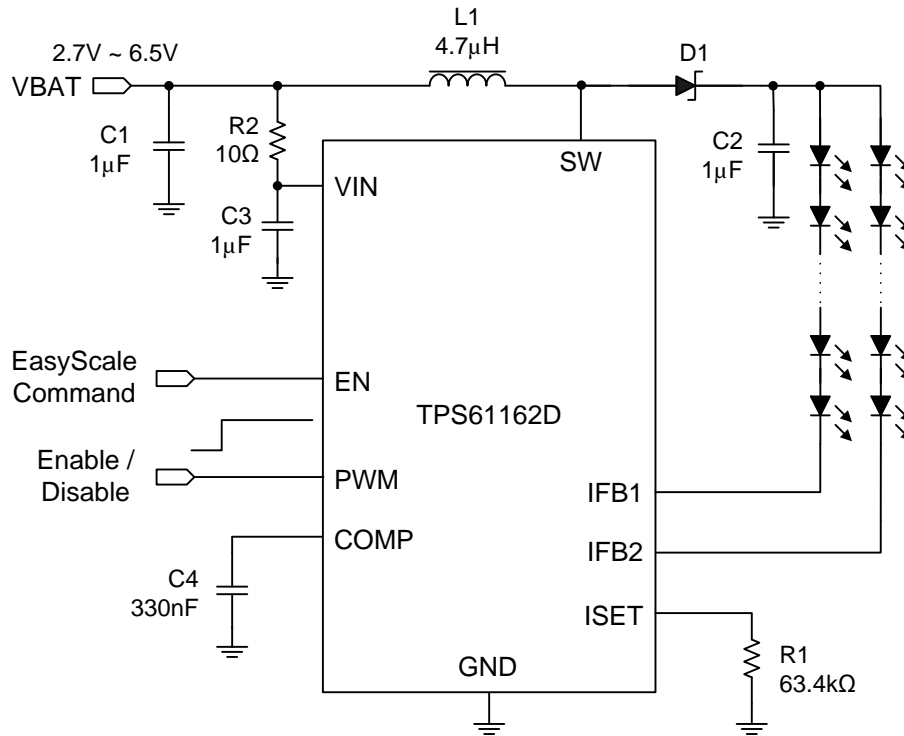 L1
4.7μH
2.7V ~ 6.5V
VBAT
D1
C1
1μF
R2
10Ω
C2
1μF
SW
VIN
C3
1μF
EasyScale
Command
EN
TPS61162D
Enable /
Disable
PWM
IFB1
COMP
IFB2
C4
330nF
ISET
R1
63.4kΩ
GND